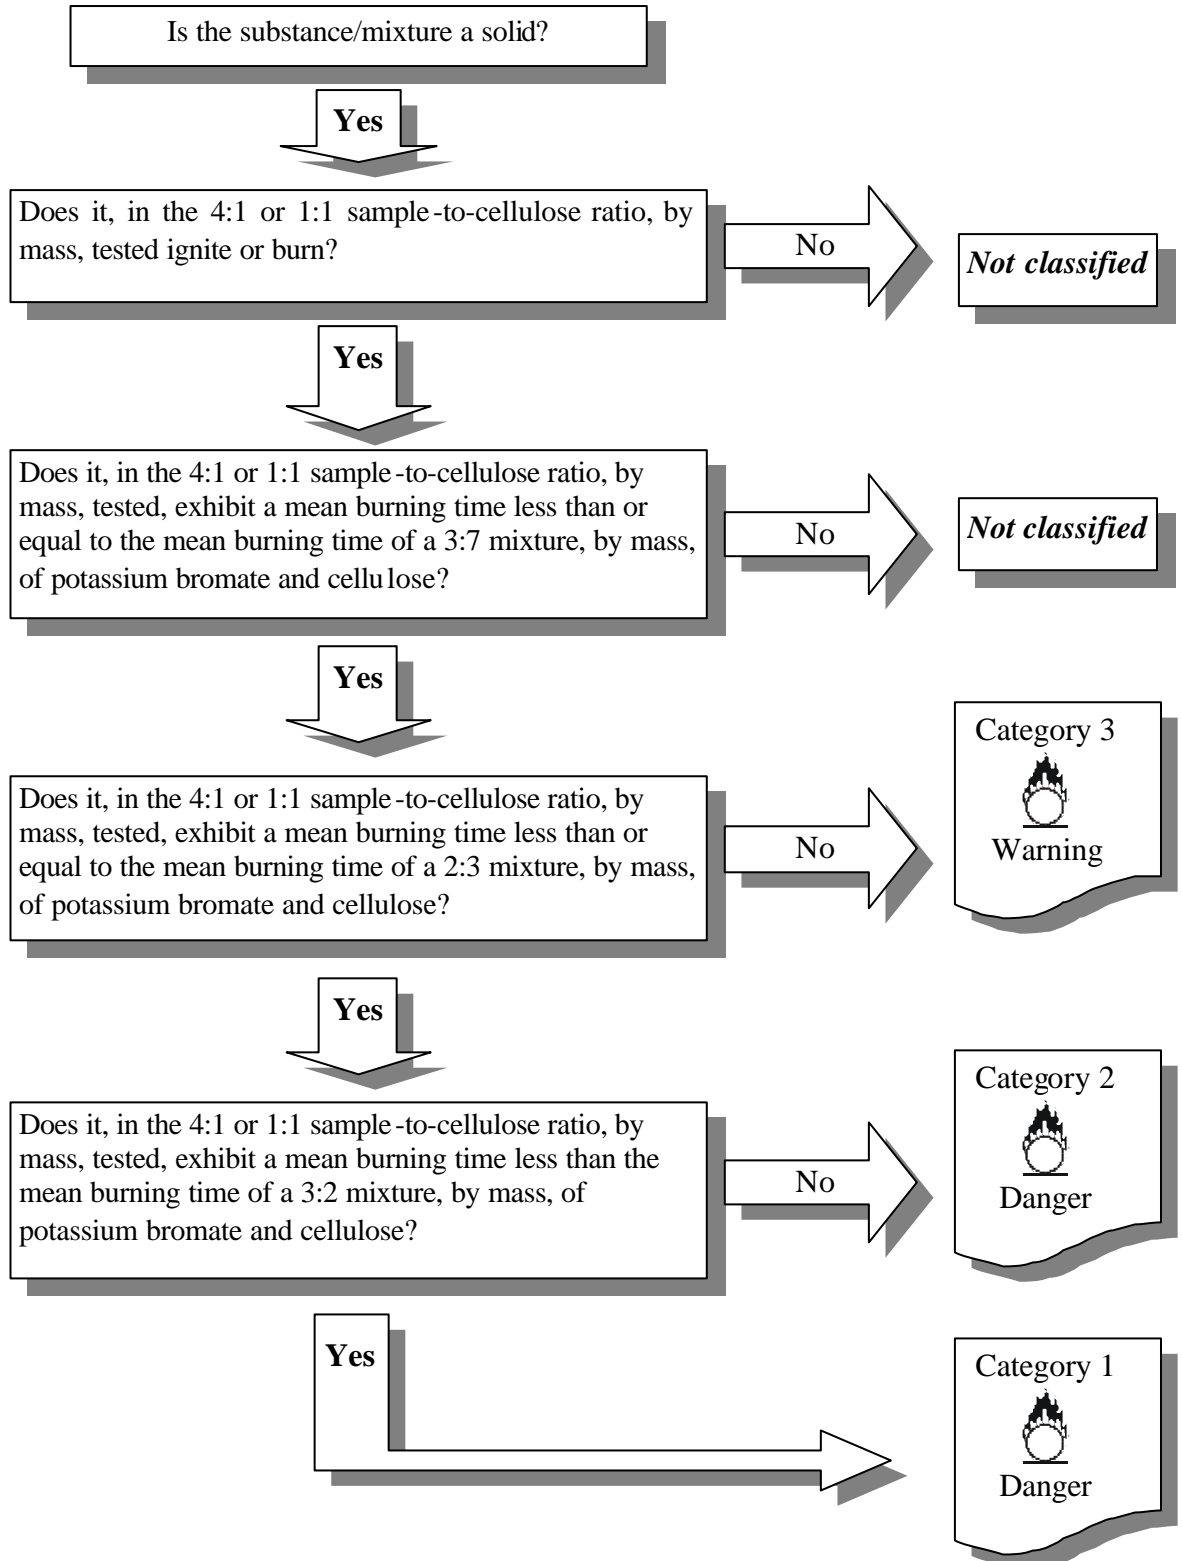 Is the substance/mixture a solid?
Yes
Does it, in the 4:1 or 1:1 sample-to-cellulose ratio, by
mass, tested ignite or burn?
No
Not classified
Yes
Does it, in the 4:1 or 1:1 sample-to-cellulose ratio, by
mass, tested, exhibit a mean burning time less than or
equal to the mean burning time of a 3:7 mixture, by mass,
of potassium bromate and cellulose?
No
Not classified
Yes
Does it, in the 4:1 or 1:1 sample-to-cellulose ratio, by
mass, tested, exhibit a mean burning time less than or
equal to the mean burning time of a 2:3 mixture, by mass,
of potassium bromate and cellulose?
No
Category 3
Warning
Yes
Does it, in the 4:1 or 1:1 sample-to-cellulose ratio, by
mass, tested, exhibit a mean burning time less than the
mean burning time of a 3:2 mixture, by mass, of
potassium bromate and cellulose?
No
Category 2
Danger
Yes
Category 1
Danger